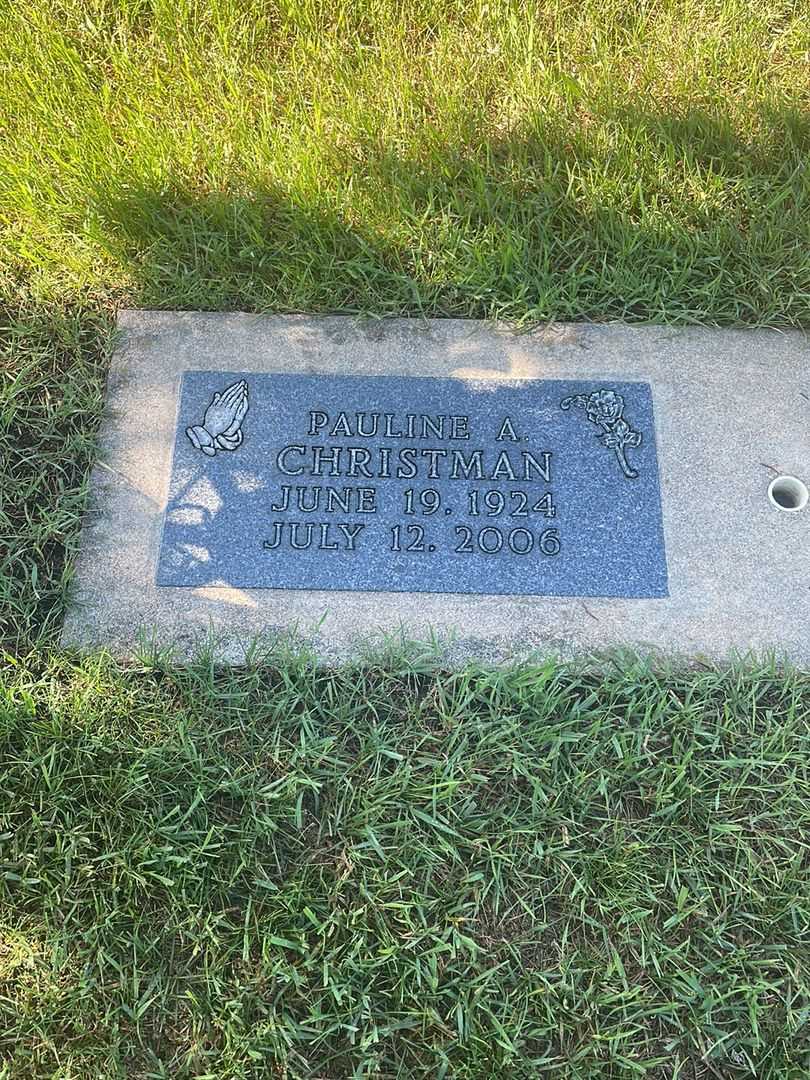 PAULINE A.
CHRISTMAN
JUNE 19. 1924
JULY 12. 2006